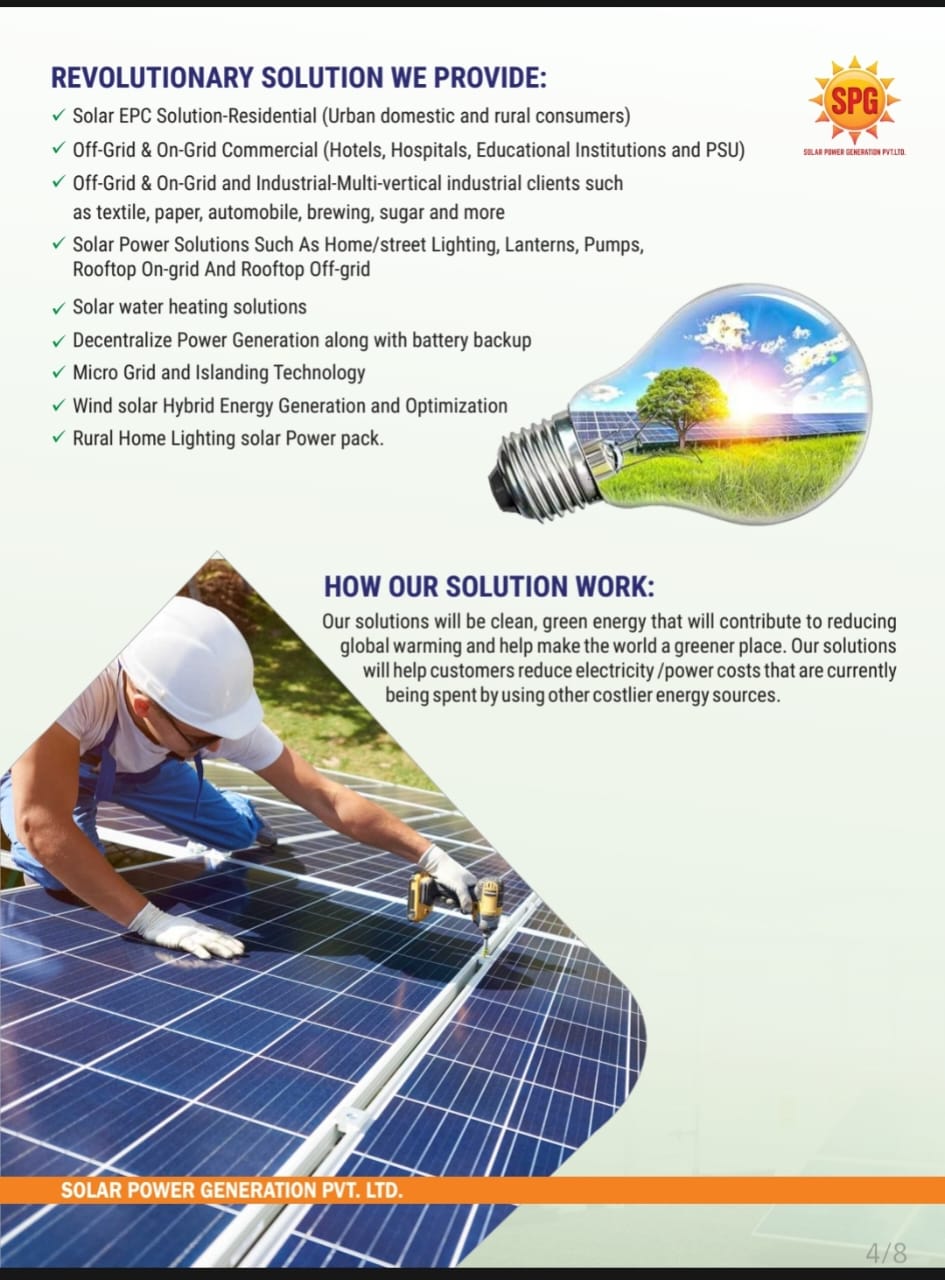 REVOLUTIONARY SOLUTION WE PROVIDE:
SPG
SOLAR POWER GENERATION PVT.LTD.
✓ Solar EPC Solution-Residential (Urban domestic and rural consumers)
✓ Off-Grid & On-Grid Commercial (Hotels, Hospitals, Educational Institutions and PSU)
✓ Off-Grid & On-Grid and Industrial-Multi-vertical industrial clients such
as textile, paper, automobile, brewing, sugar and more
✓ Solar Power Solutions Such As Home/street Lighting, Lanterns, Pumps,
Rooftop On-grid And Rooftop Off-grid
✓ Solar water heating solutions
✓ Decentralize Power Generation along with battery backup
✓ Micro Grid and Islanding Technology
✓ Wind solar Hybrid Energy Generation and Optimization
✓ Rural Home Lighting solar Power pack.
HOW OUR SOLUTION WORK:
Our solutions will be clean, green energy that will contribute to reducing
global warming and help make the world a greener place. Our solutions
will help customers reduce electricity /power costs that are currently
being spent by using other costlier energy sources.
SOLAR POWER GENERATION PVT. LTD.
4/8